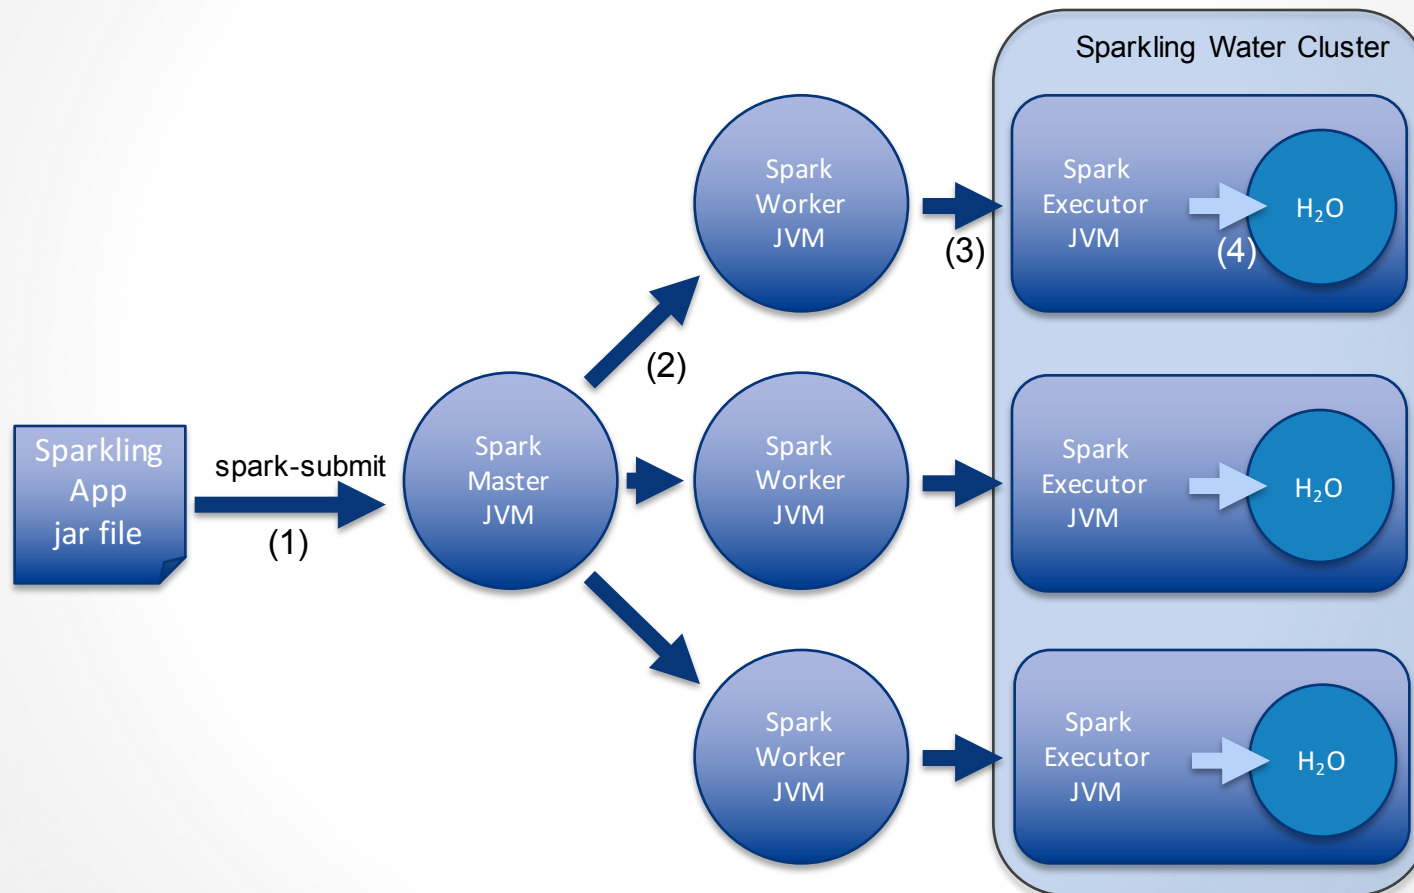 Sparkling Water Cluster
Spark
Worker
JVM
(3)
Spark
Executor
JVM
(4)
H₂O
(2)
Sparkling
App
jar file
spark-submit
(1)
Spark
Master
JVM
Spark
Worker
JVM
Spark
Executor
JVM
H₂O
Spark
Worker
JVM
Spark
Executor
JVM
H₂O